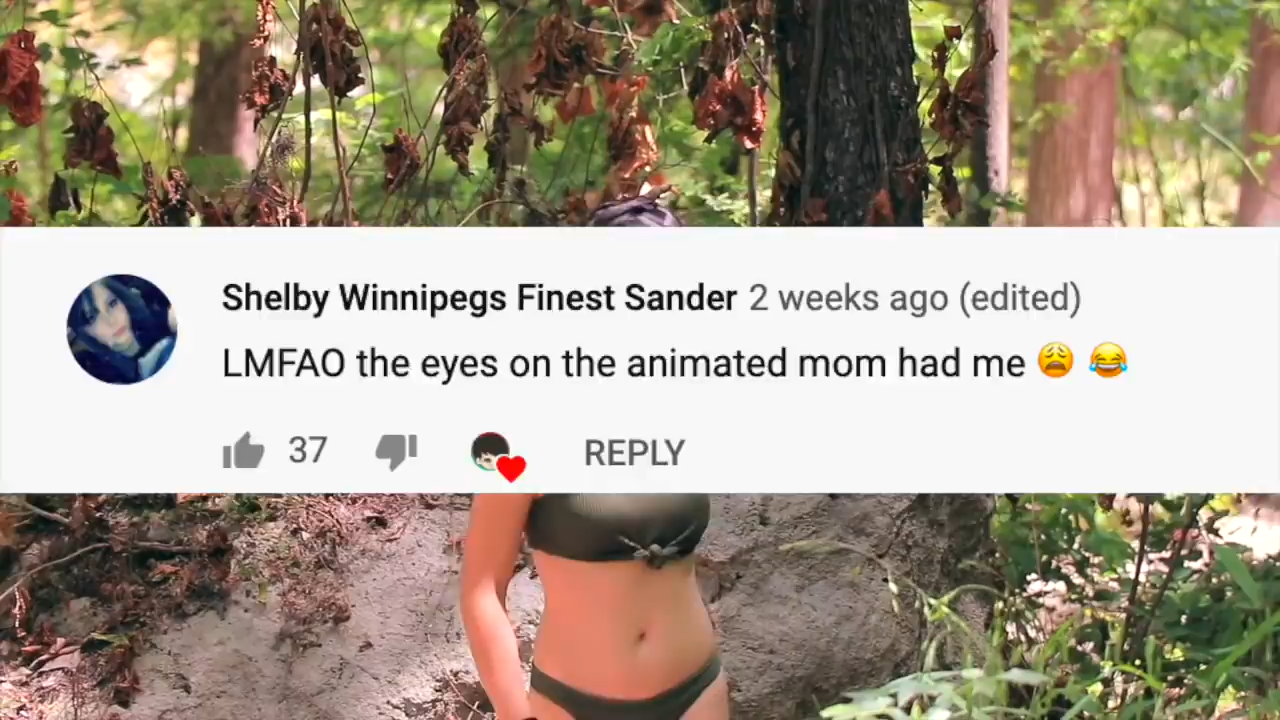 Shelby Winnipegs Finest Sander 2 weeks ago (edited)
LMFAO the eyes on the animated mom had me 😩 😂
37 REPLY